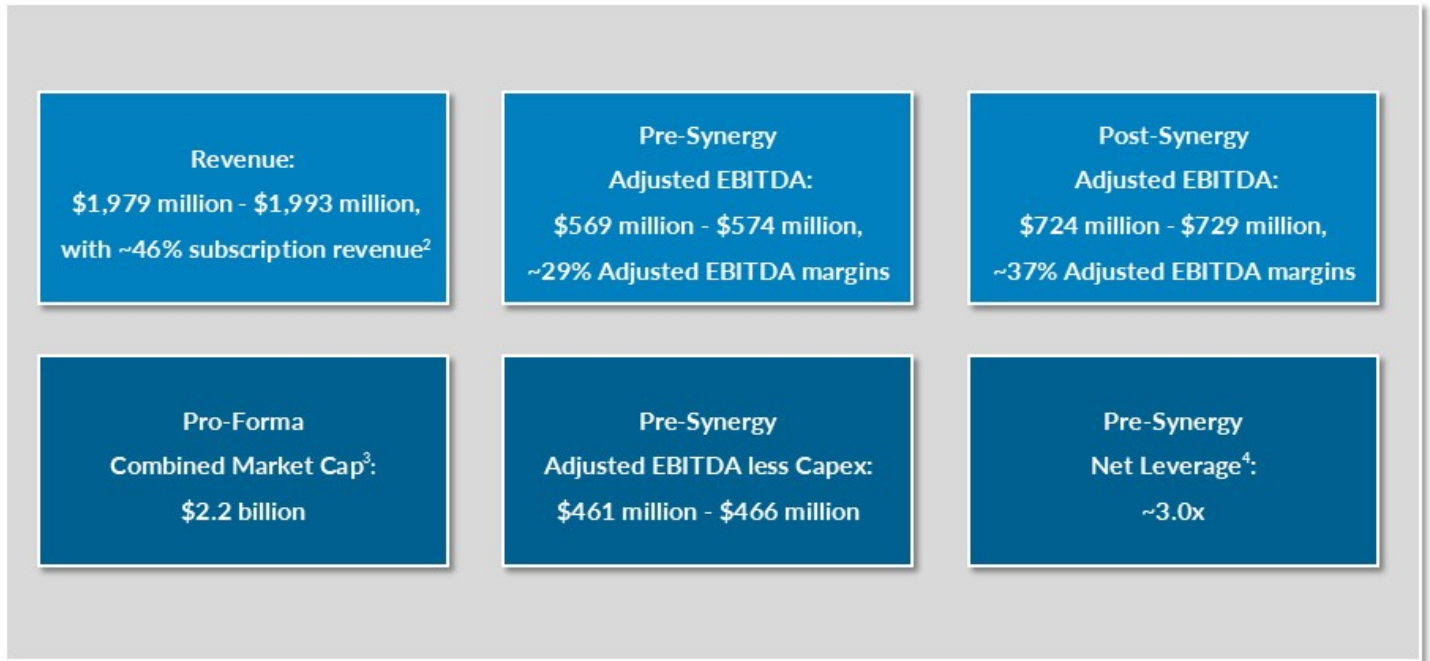 Revenue:
$1,979 million - $1,993 million,
with ~46% subscription revenue²
Pre-Synergy
Adjusted EBITDA:
$569 million - $574 million,
~29% Adjusted EBITDA margins
Post-Synergy
Adjusted EBITDA:
$724 million - $729 million,
~37% Adjusted EBITDA margins
Pro-Forma
Combined Market Cap³:
$2.2 billion
Pre-Synergy
Adjusted EBITDA less Capex:
$461 million - $466 million
Pre-Synergy
Net Leverage⁴:
~3.0x